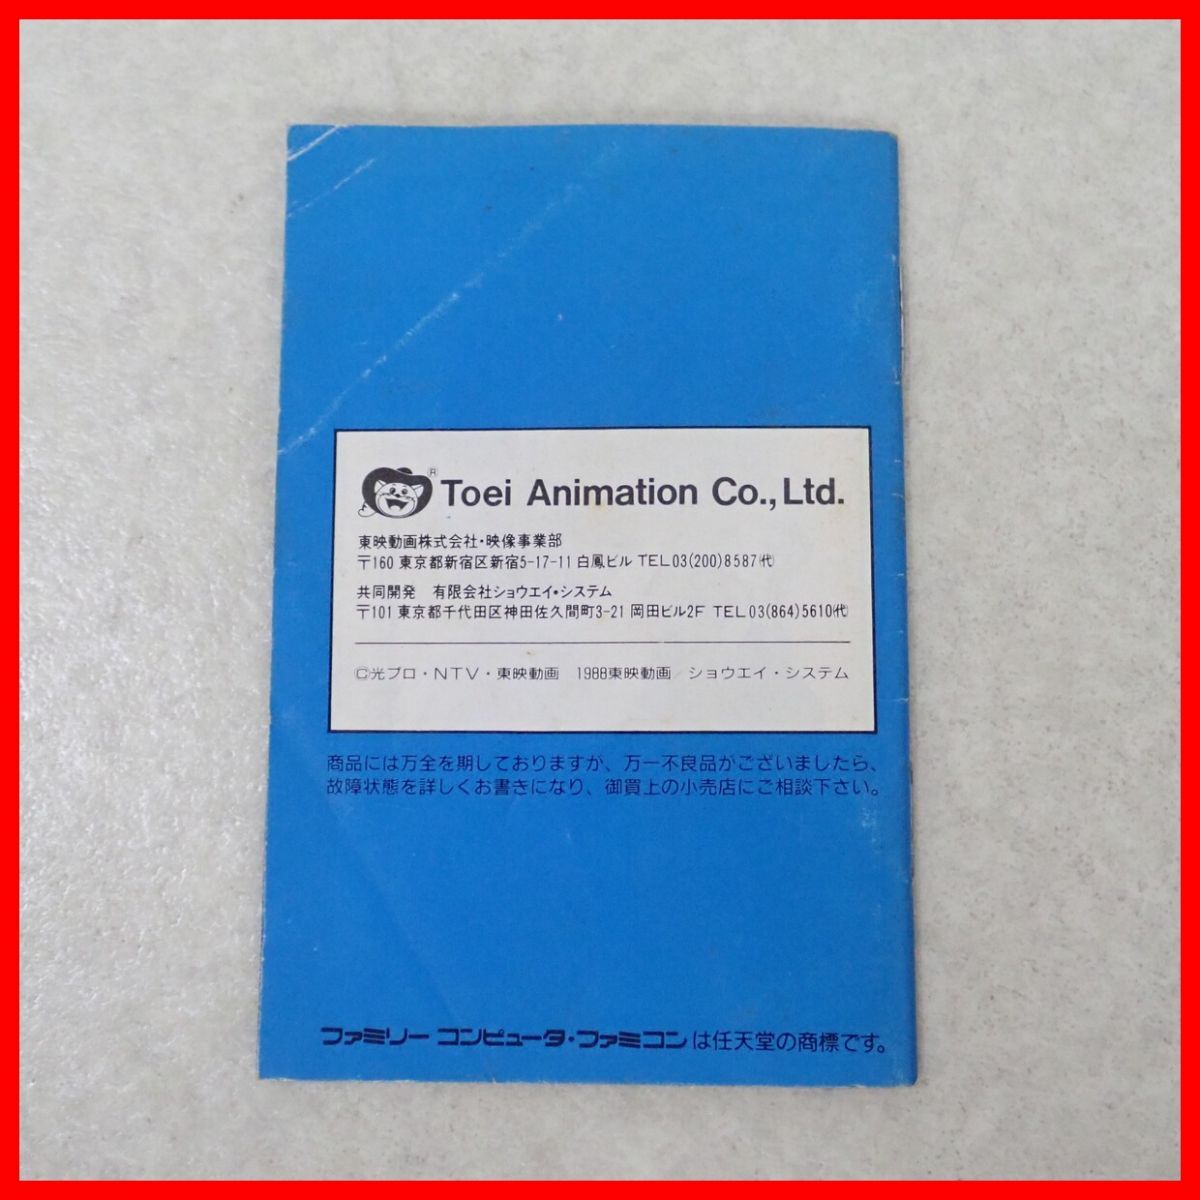 ® Toei Animation Co., Ltd.
東映動画株式会社・映像事業部
〒160 東京都新宿区新宿5-17-11 白鳳ビル TEL 03(200)8587㈹
共同開発　有限会社ショウエイ・システム
〒101 東京都千代田区神田佐久間町3-21 岡田ビル2F TEL 03(864)5610㈹
©光プロ・NTV・東映動画　1988東映動画／ショウエイ・システム
商品には万全を期しておりますが、万一不良品がございましたら、
故障状態を詳しくお書きになり、御買上の小売店にご相談下さい。
ファミリー コンピュータ・ファミコンは任天堂の商標です。